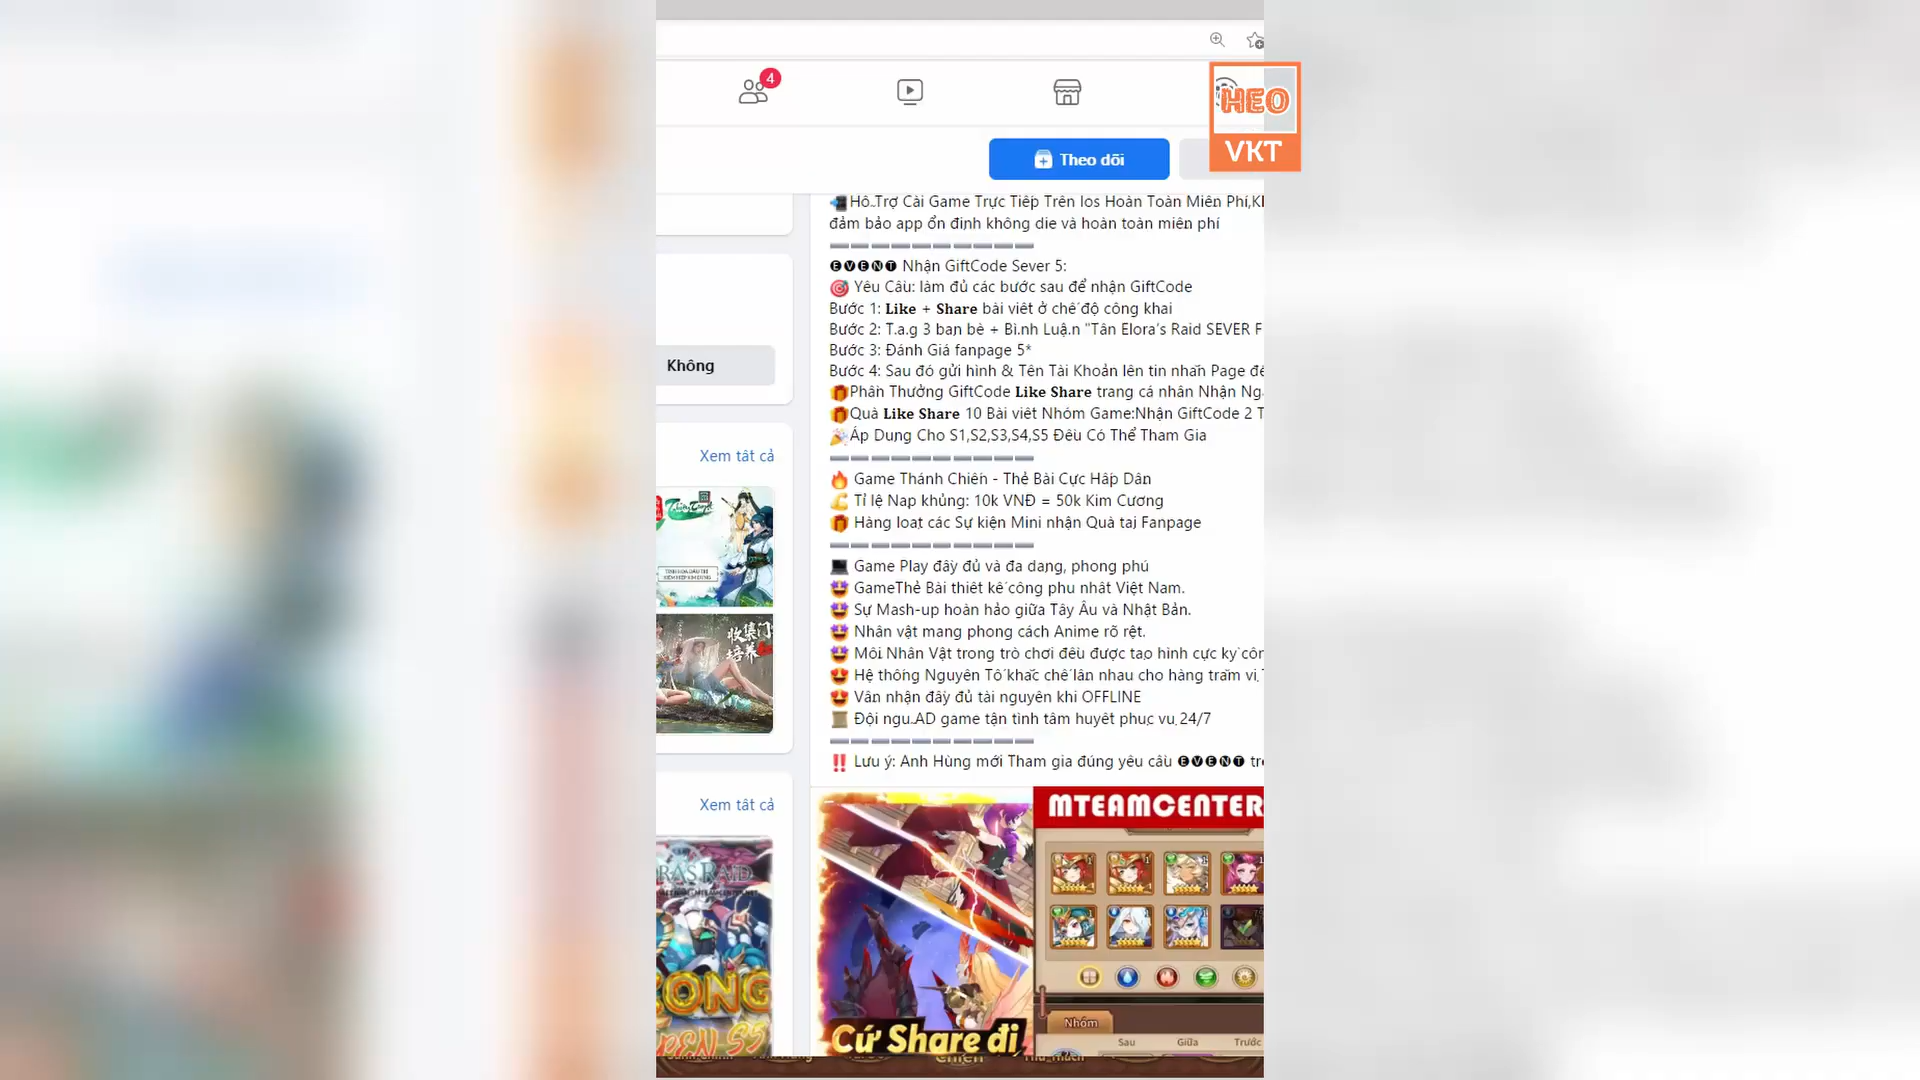 4
HEO
VKT
Theo dõi
Hỗ Trợ Cài Game Trực Tiếp Trên Ios Hoàn Toàn Miễn Phí,
đảm bảo app ổn định không die và hoàn toàn miễn phí
EVENT Nhận GiftCode Sever 5:
Yêu Cầu: làm đủ các bước sau để nhận GiftCode
Bước 1: Like + Share bài viết ở chế độ công khai
Bước 2: T.a.g 3 bạn bè + Bì.nh Luậ.n "Tân Elora's Raid SEVER F
Bước 3: Đánh Giá fanpage 5*
Không
Bước 4: Sau đó gửi hình & Tên Tài Khoản lên tin nhắn Page
Phần Thưởng GiftCode Like Share trang cá nhân Nhận
Quà Like Share 10 Bài viết Nhóm Game:Nhận GiftCode 2 T
Áp Dụng Cho S1,S2,S3,S4,S5 Đều Có Thể Tham Gia
Xem tất cả
Game Thánh Chiến - Thẻ Bài Cực Hấp Dẫn
Tỉ lệ Nạp khủng: 10k VNĐ = 50k Kim Cương
Hàng loạt các Sự kiện Mini nhận Quà tại Fanpage
Game Play đầy đủ và đa dạng, phong phú
GameThẻ Bài thiết kế công phu nhất Việt Nam.
Sự Mash-up hoàn hảo giữa Tây Âu và Nhật Bản.
Nhân vật mang phong cách Anime rõ rệt.
收集门
培养
Mỗi Nhân Vật trong trò chơi đều được tạo hình cực kỳ
Hệ thống Nguyên Tố khắc chế lẫn nhau cho hàng trăm vị
Vẫn nhận đầy đủ tài nguyên khi OFFLINE
Đội ngũ AD game tận tình tâm huyết phục vụ 24/7
Lưu ý: Anh Hùng mới Tham gia đúng yêu cầu EVENT
Xem tất cả
MTEAMCENTER
RAS RAID
RONG
PEN S5
Cứ Share đi
Nhóm
Sau Giữa Trước